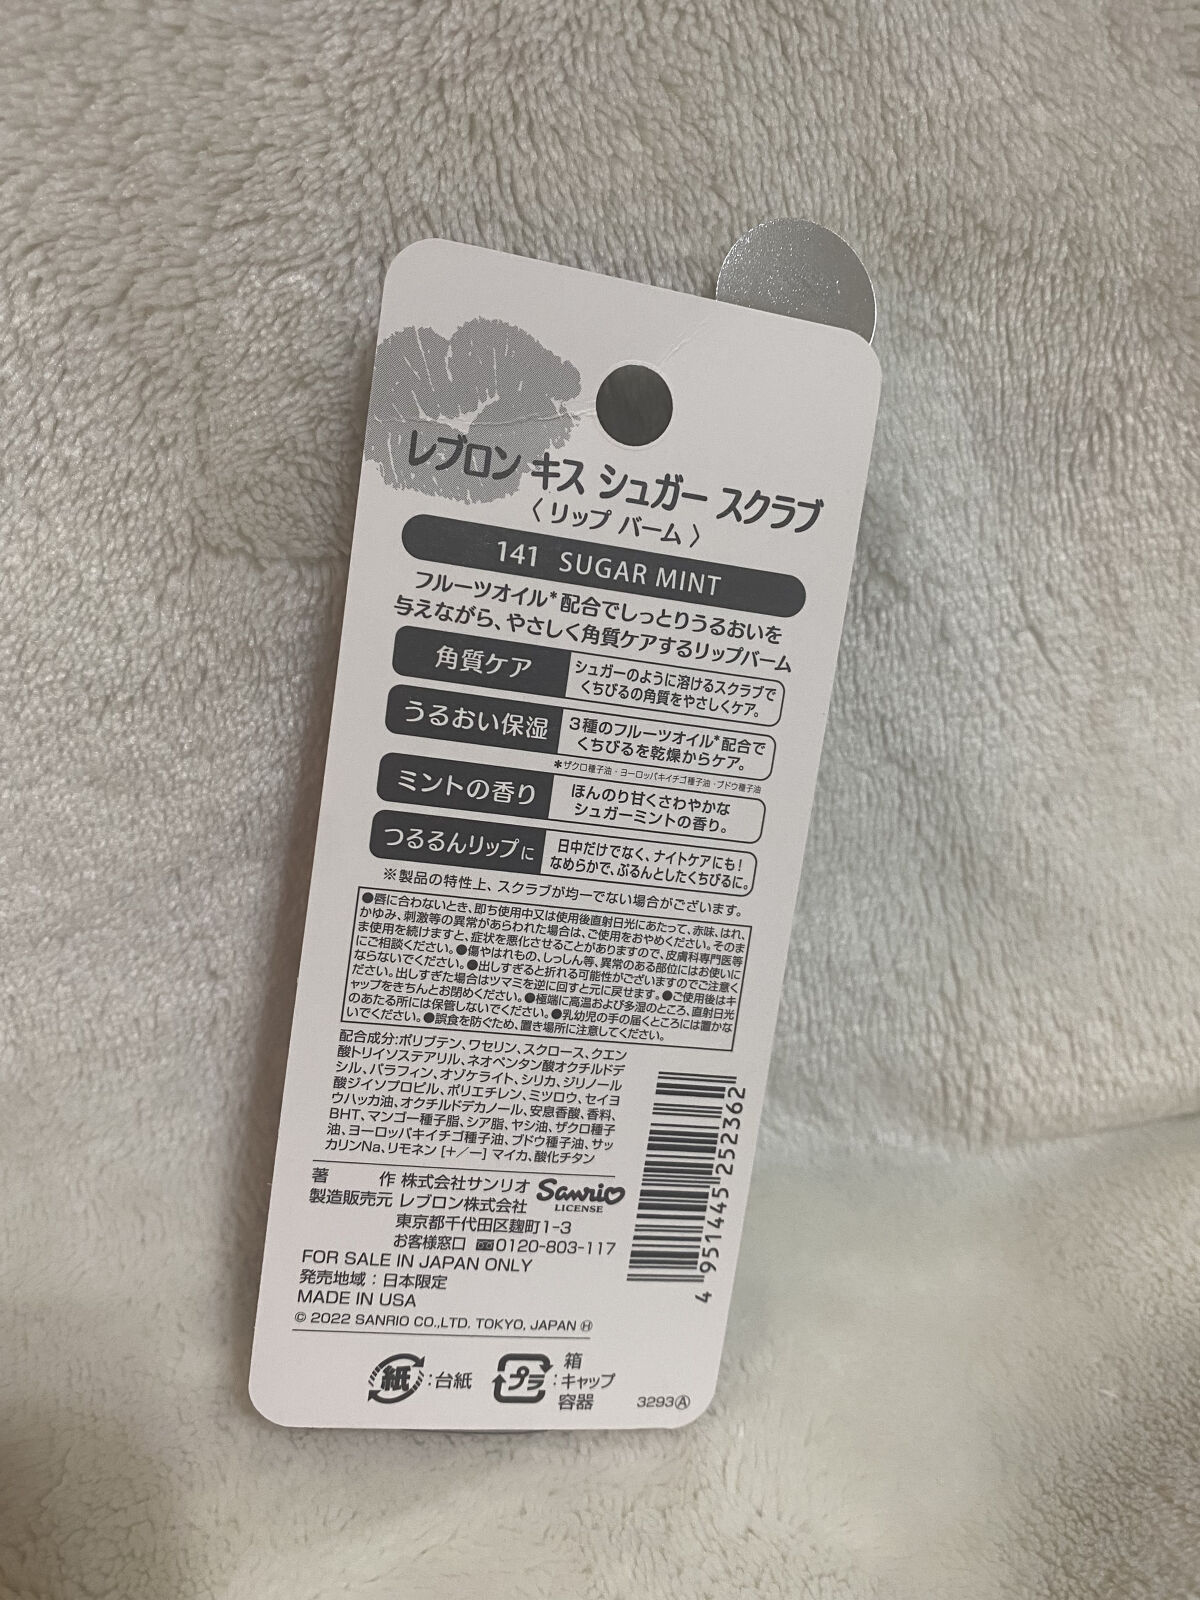 レブロン キス シュガー スクラブ
〈 リップ バーム 〉
141 SUGAR MINT
フルーツオイル*配合でしっとりうるおいを
与えながら、やさしく角質ケアするリップバーム
角質ケア
シュガーのように溶けるスクラブで
くちびるの角質をやさしくケア。
うるおい保湿
3種のフルーツオイル*配合で
くちびるを乾燥からケア。
*ザクロ種子油・ヨーロッパキイチゴ種子油・ブドウ種子油
ミントの香り
ほんのり甘くさわやかな
シュガーミントの香り。
つるるんリップに
日中だけでなく、ナイトケアにも！
なめらかで、ぷるんとしたくちびるに。
※製品の特性上、スクラブが均一でない場合がございます。
●唇に合わないとき、即ち使用中又は使用後直射日光にあたって、赤味、はれ、
かゆみ、刺激等の異常があらわれた場合は、ご使用をおやめください。そのま
ま使用を続けますと、症状を悪化させることがありますので、皮膚科専門医等
にご相談ください。●傷やはれもの、しっしん等、異常のある部位にはお使いに
ならないでください。●出しすぎると折れる可能性がございますのでご注意く
ださい。出しすぎた場合はツマミを逆に回すと元に戻せます。●ご使用後はキ
ャップをきちんとお閉めください。●極端に高温および多湿のところ、直射日光
のあたる所には保管しないでください。●乳幼児の手の届くところには置かな
いでください。●誤食を防ぐため、置き場所に注意してください。
配合成分:ポリブテン、ワセリン、スクロース、クエン
酸トリイソステアリル、ネオペンタン酸オクチルドデ
シル、パラフィン、オゾケライト、シリカ、ジリノール
酸ジイソプロピル、ポリエチレン、ミツロウ、セイヨ
ウハッカ油、オクチルドデカノール、安息香酸、香料、
BHT、マンゴー種子脂、シア脂、ヤシ油、ザクロ種子
油、ヨーロッパキイチゴ種子油、ブドウ種子油、サッ
カリンNa、リモネン [+/−] マイカ、酸化チタン
著 作 株式会社サンリオ
Sanrio
LICENSE
製造販売元 レブロン株式会社
東京都千代田区麹町1-3
お客様窓口 0120-803-117
FOR SALE IN JAPAN ONLY
発売地域：日本限定
MADE IN USA
© 2022 SANRIO CO.,LTD. TOKYO, JAPAN Ⓗ
4 951445 252362
紙:台紙
プラ:箱
キャップ
容器
3293Ⓐ